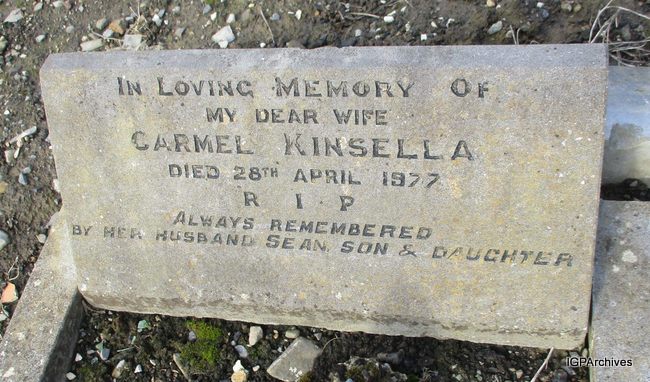 IN LOVING MEMORY OF
MY DEAR WIFE
CARMEL KINSELLA
DIED 28TH APRIL 1977
R I P
ALWAYS REMEMBERED
BY HER HUSBAND SEAN, SON & DAUGHTER
IGPArchives